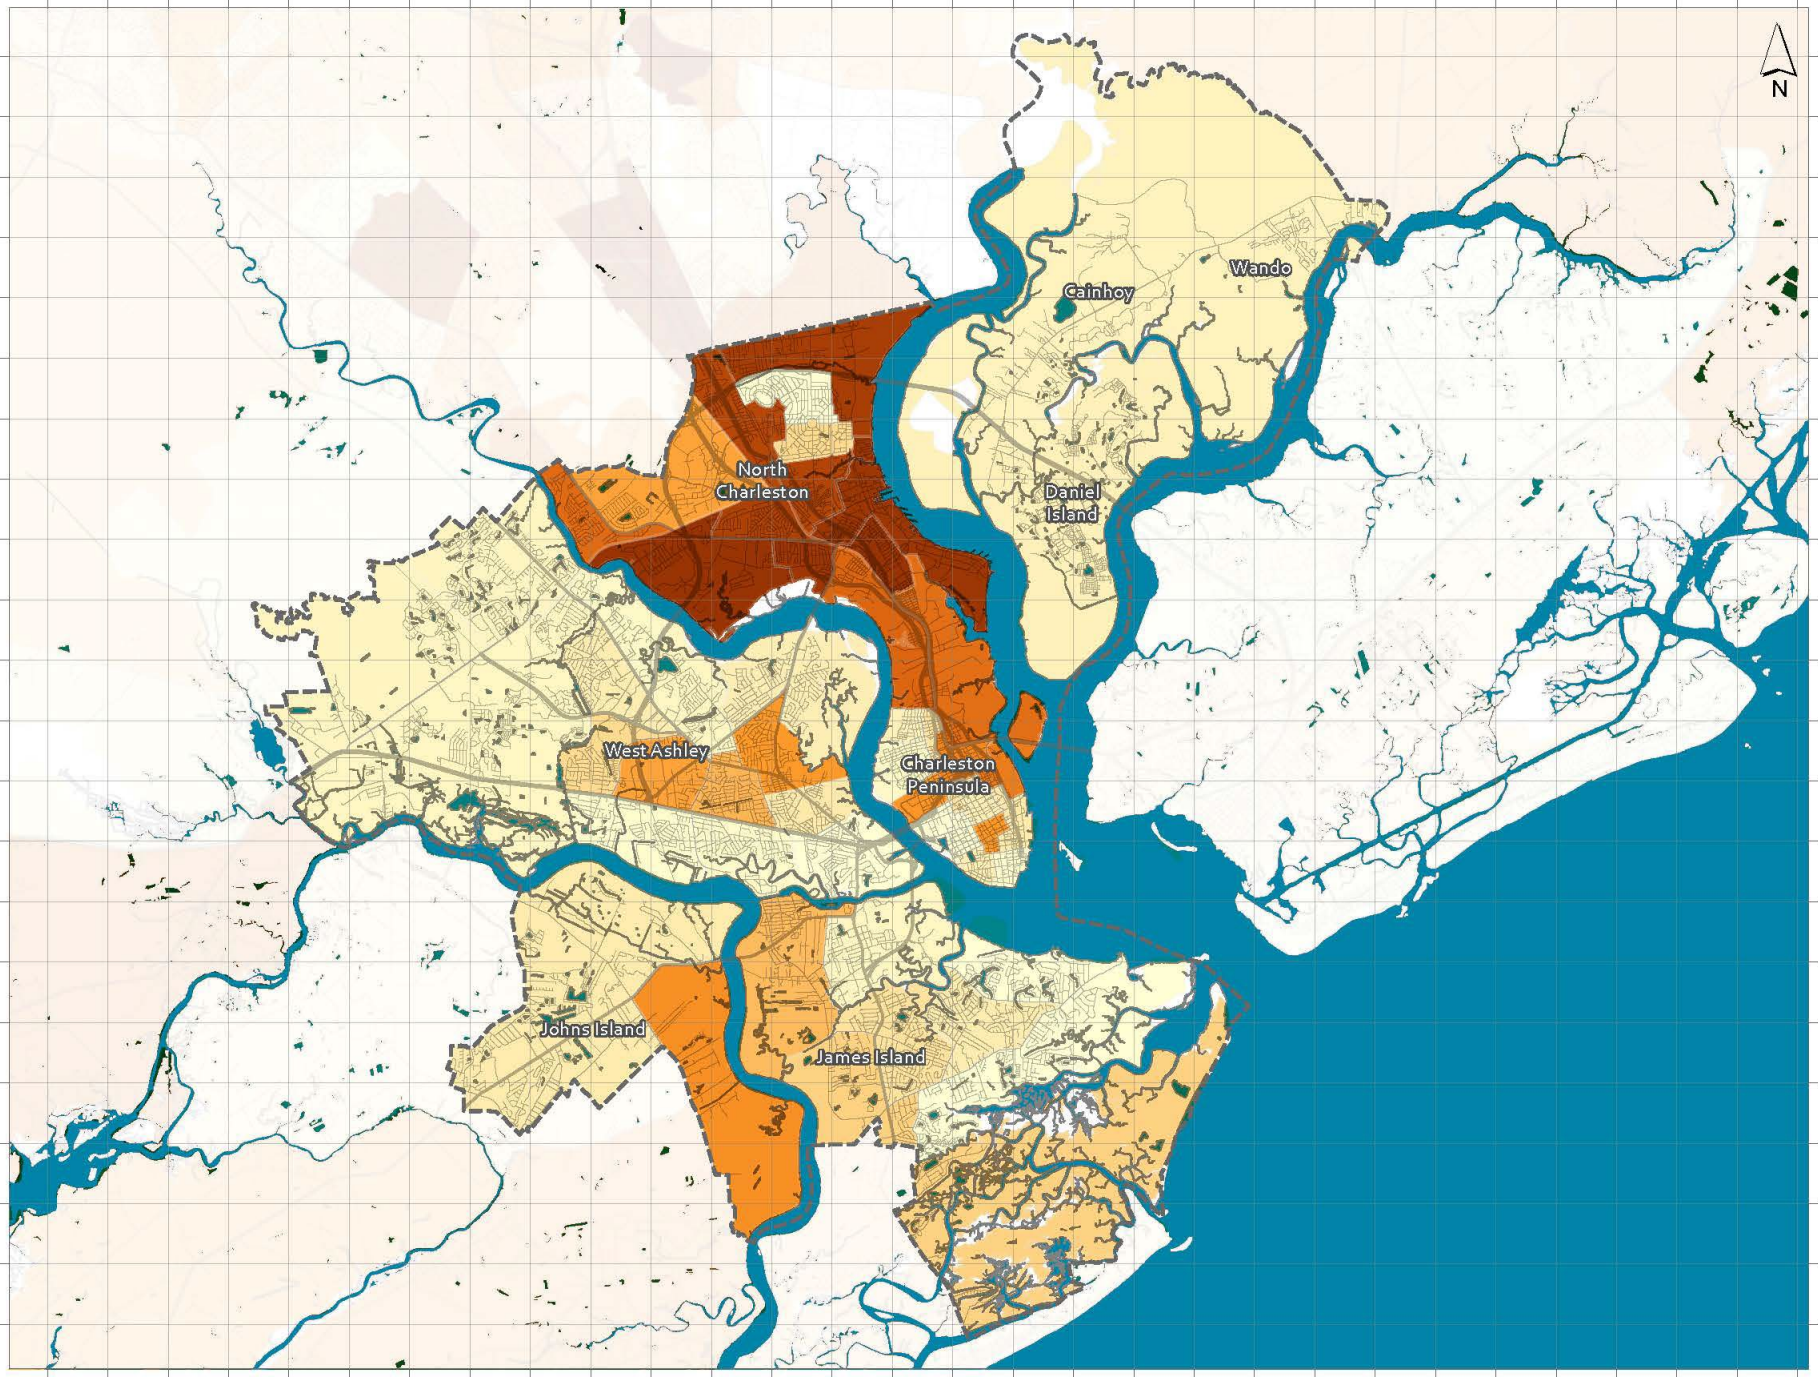 N
Wando
Cainhoy
North
Charleston
Daniel
Island
West Ashley
Charleston
Peninsula
Johns Island
James Island